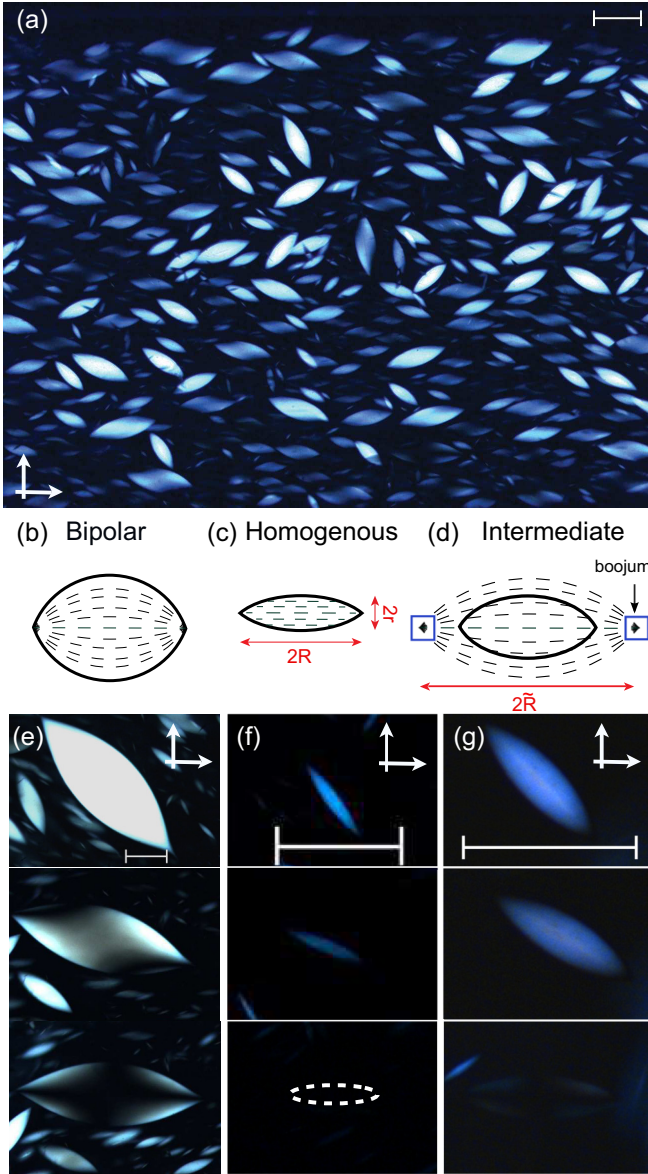 (a)
(b) Bipolar
(c) Homogenous
(d) Intermediate
boojum
2r
2R
2R̃
(e)
(f)
(g)